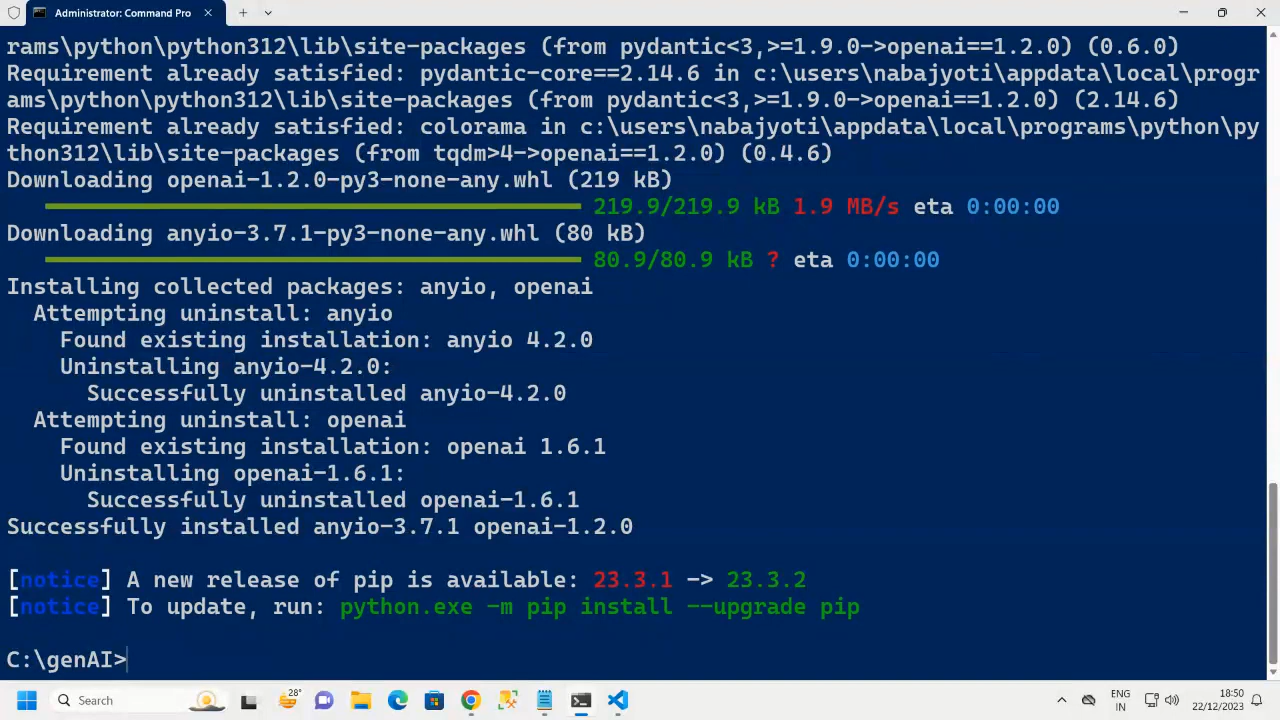 Administrator: Command Pro
rams\python\python312\lib\site-packages (from pydantic<3,>=1.9.0->openai==1.2.0) (0.6.0)
Requirement already satisfied: pydantic-core==2.14.6 in c:\users\nabajyoti\appdata\local\progr
ams\python\python312\lib\site-packages (from pydantic<3,>=1.9.0->openai==1.2.0) (2.14.6)
Requirement already satisfied: colorama in c:\users\nabajyoti\appdata\local\programs\python\py
thon312\lib\site-packages (from tqdm>4->openai==1.2.0) (0.4.6)
Downloading openai-1.2.0-py3-none-any.whl (219 kB)
219.9/219.9 kB 1.9 MB/s eta 0:00:00
Downloading anyio-3.7.1-py3-none-any.whl (80 kB)
80.9/80.9 kB ? eta 0:00:00
Installing collected packages: anyio, openai
Attempting uninstall: anyio
Found existing installation: anyio 4.2.0
Uninstalling anyio-4.2.0:
Successfully uninstalled anyio-4.2.0
Attempting uninstall: openai
Found existing installation: openai 1.6.1
Uninstalling openai-1.6.1:
Successfully uninstalled openai-1.6.1
Successfully installed anyio-3.7.1 openai-1.2.0
[notice] A new release of pip is available: 23.3.1 -> 23.3.2
[notice] To update, run: python.exe -m pip install --upgrade pip
C:\genAI>
Search
28°
ENG
IN
18:50
22/12/2023